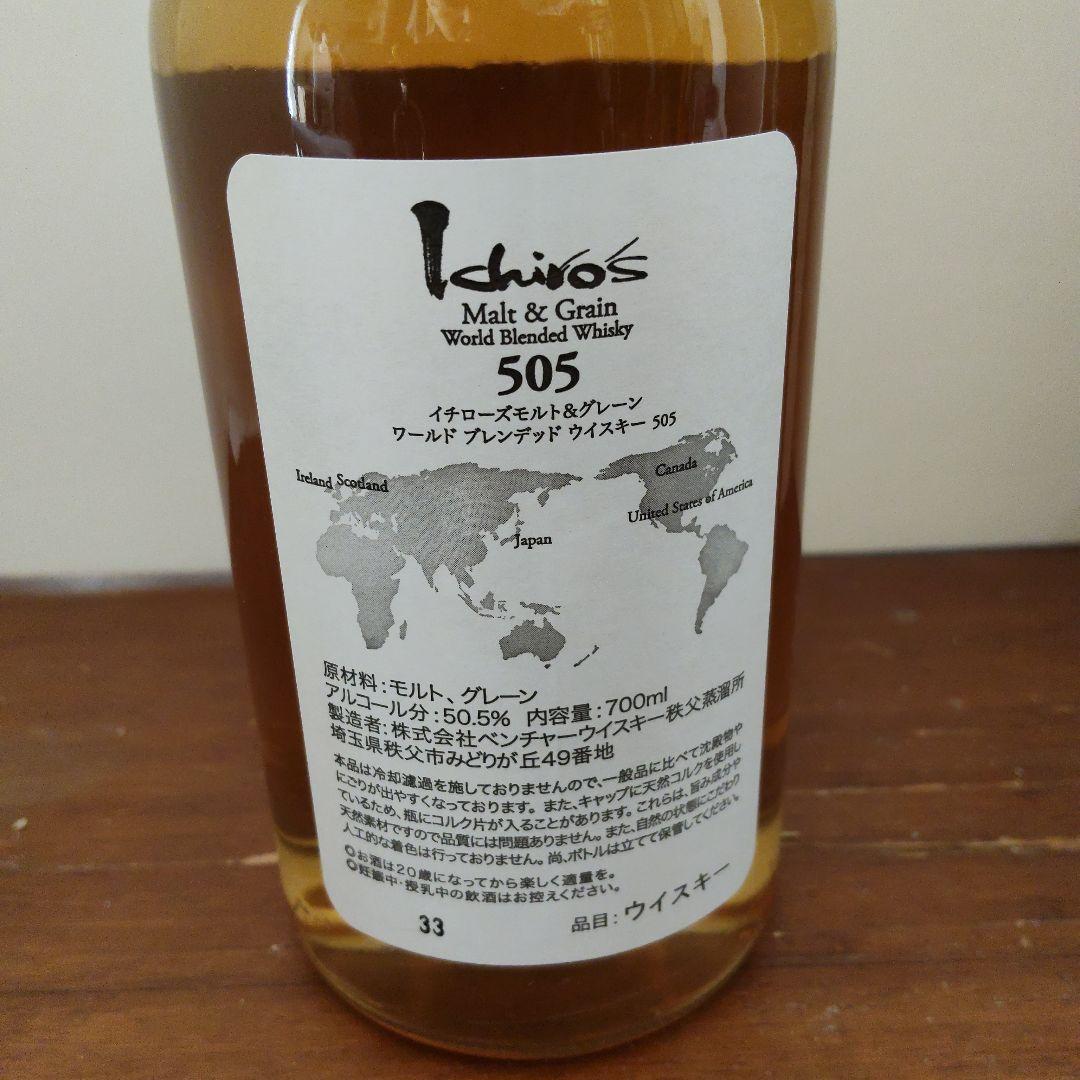 Ichiro's
Malt & Grain
World Blended Whisky
505
イチローズモルト&グレーン
ワールド ブレンデッド ウイスキー 505
Ireland Scotland
Canada
United States of America
Japan
原材料:モルト、グレーン
アルコール分:50.5% 内容量:700ml
製造者:株式会社ベンチャーウイスキー秩父蒸溜所
埼玉県秩父市みどりが丘49番地
本品は冷却濾過を施しておりませんので、一般品に比べて沈殿物や
にごりが出やすくなっております。また、キャップに天然コルクを使用し
ているため、瓶にコルク片が入ることがあります。これらは、旨み成分や
天然素材ですので品質には問題ありません。また、自然の状態にこだわり
人工的な着色は行っておりません。尚、ボトルは立てて保管してください。
◎お酒は20歳になってから楽しく適量を。
◎妊娠中・授乳中の飲酒はお控えください。
33
品目:ウイスキー